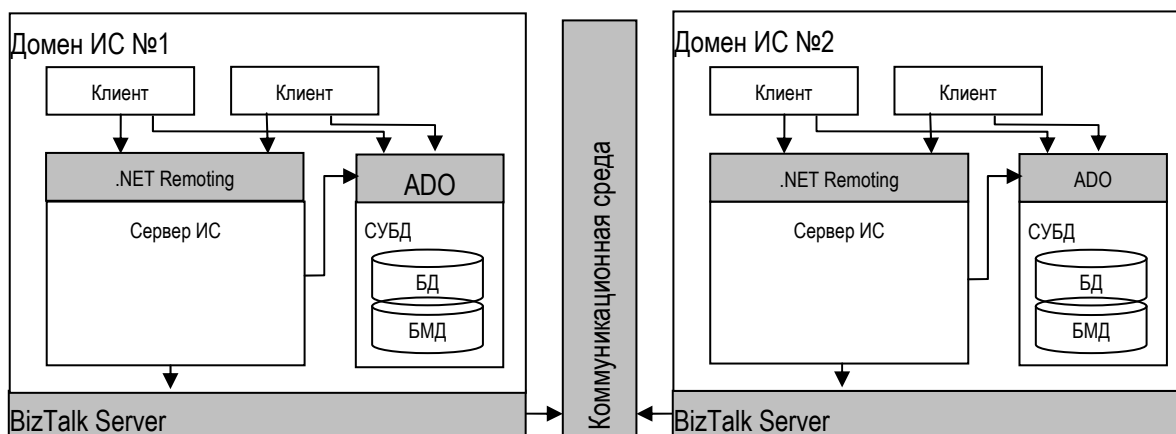 Домен ИС №1
Клиент
Клиент
.NET Remoting
ADO
Сервер ИС
СУБД
БД
БМД
BizTalk Server
Коммуникационная среда
Домен ИС №2
Клиент
Клиент
.NET Remoting
ADO
Сервер ИС
СУБД
БД
БМД
BizTalk Server